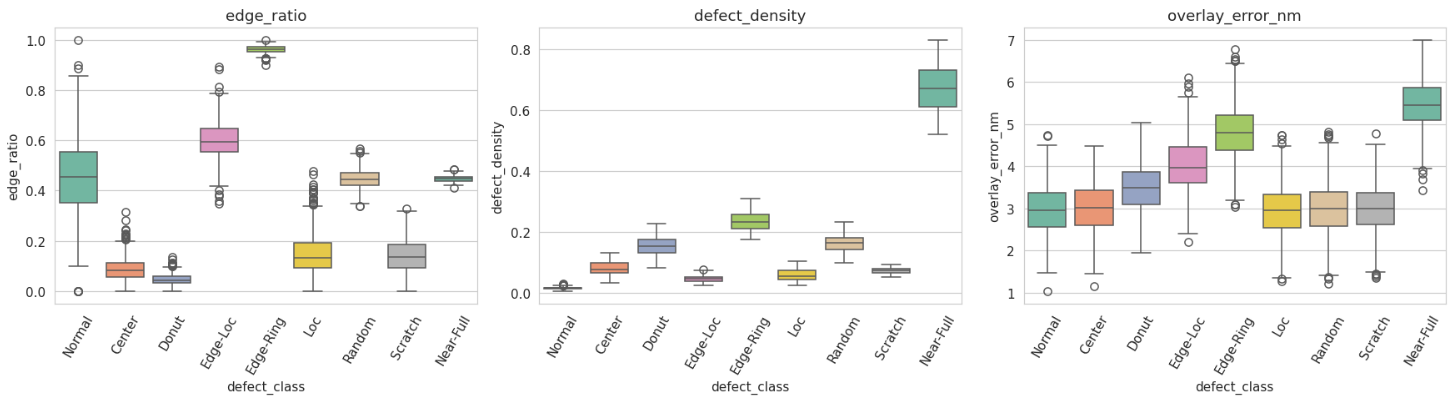 edge_ratio
edge_ratio
1.0
0.8
0.6
0.4
0.2
0.0
Normal
Center
Donut
Edge-Loc
Edge-Ring
Loc
Random
Scratch
Near-Full
defect_class
defect_density
defect_density
0.8
0.6
0.4
0.2
0.0
Normal
Center
Donut
Edge-Loc
Edge-Ring
Loc
Random
Scratch
Near-Full
defect_class
overlay_error_nm
overlay_error_nm
7
6
5
4
3
2
1
Normal
Center
Donut
Edge-Loc
Edge-Ring
Loc
Random
Scratch
Near-Full
defect_class